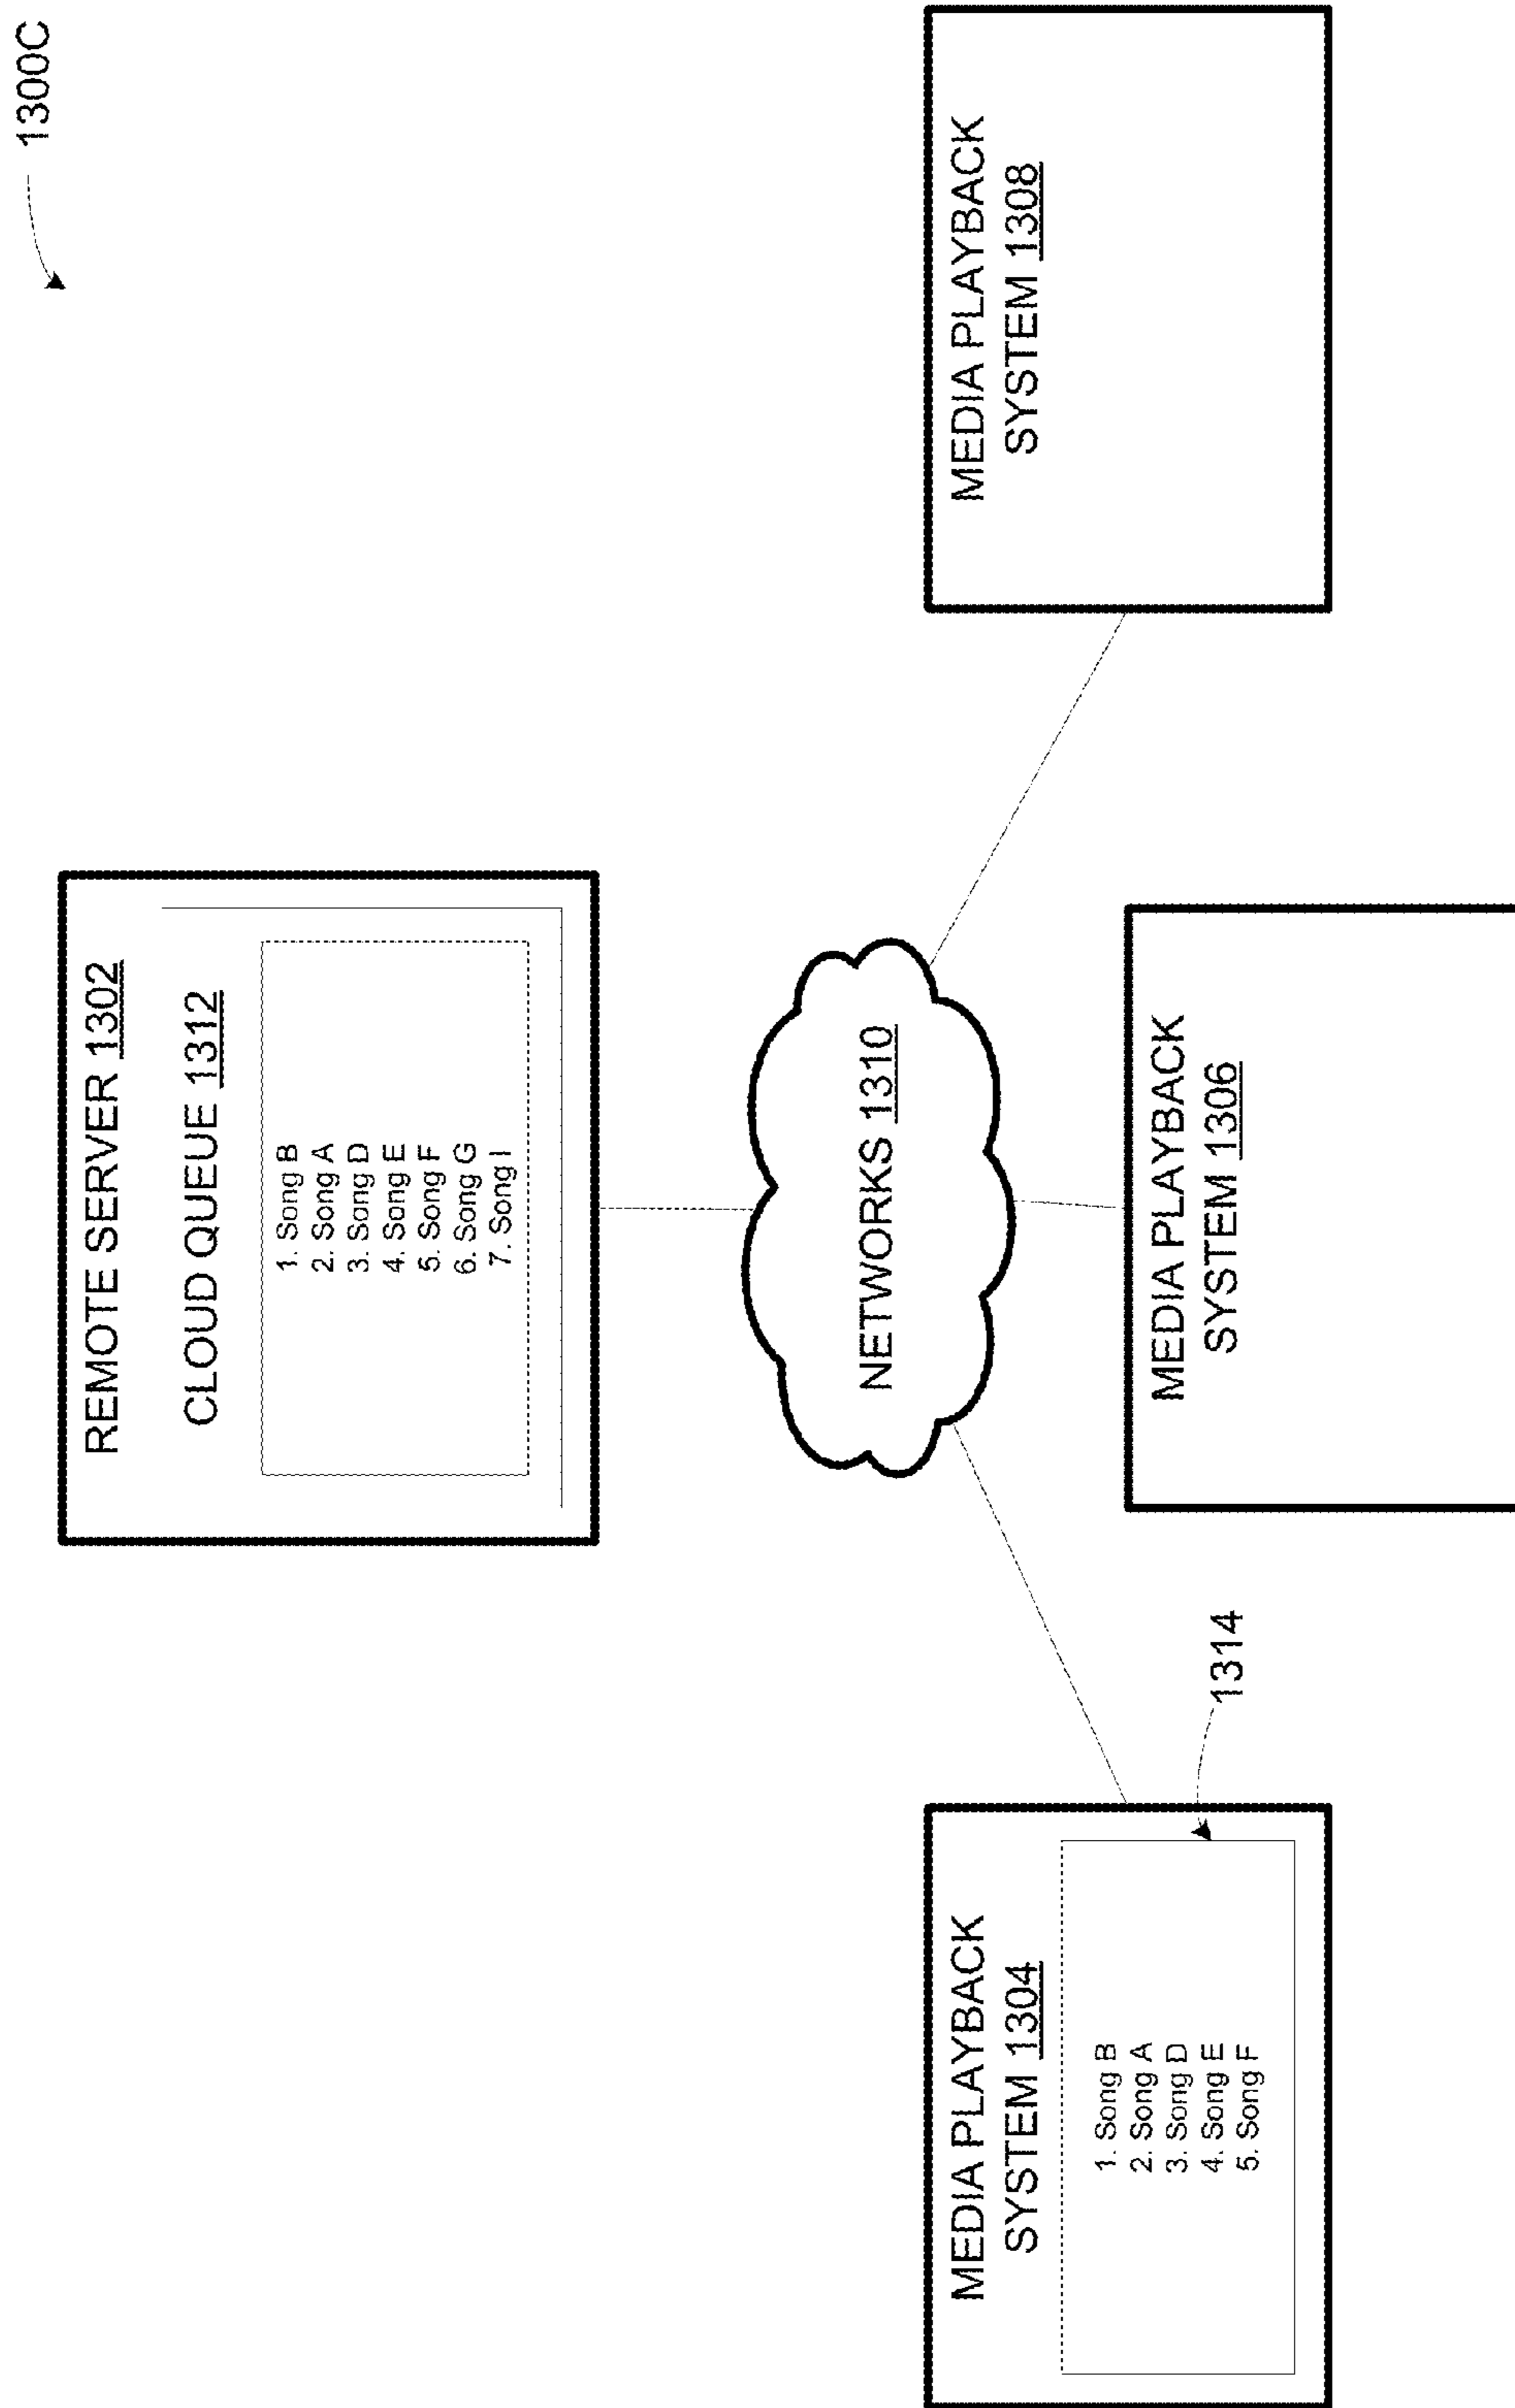 1300C
REMOTE SERVER 1302
CLOUD QUEUE 1312
1. Song B
2. Song A
3. Song D
4. Song E
5. Song F
6. Song G
7. Song I
NETWORKS 1310
MEDIA PLAYBACK
SYSTEM 1304
1. Song B
2. Song A
3. Song D
4. Song E
5. Song F
1314
MEDIA PLAYBACK
SYSTEM 1306
MEDIA PLAYBACK
SYSTEM 1308